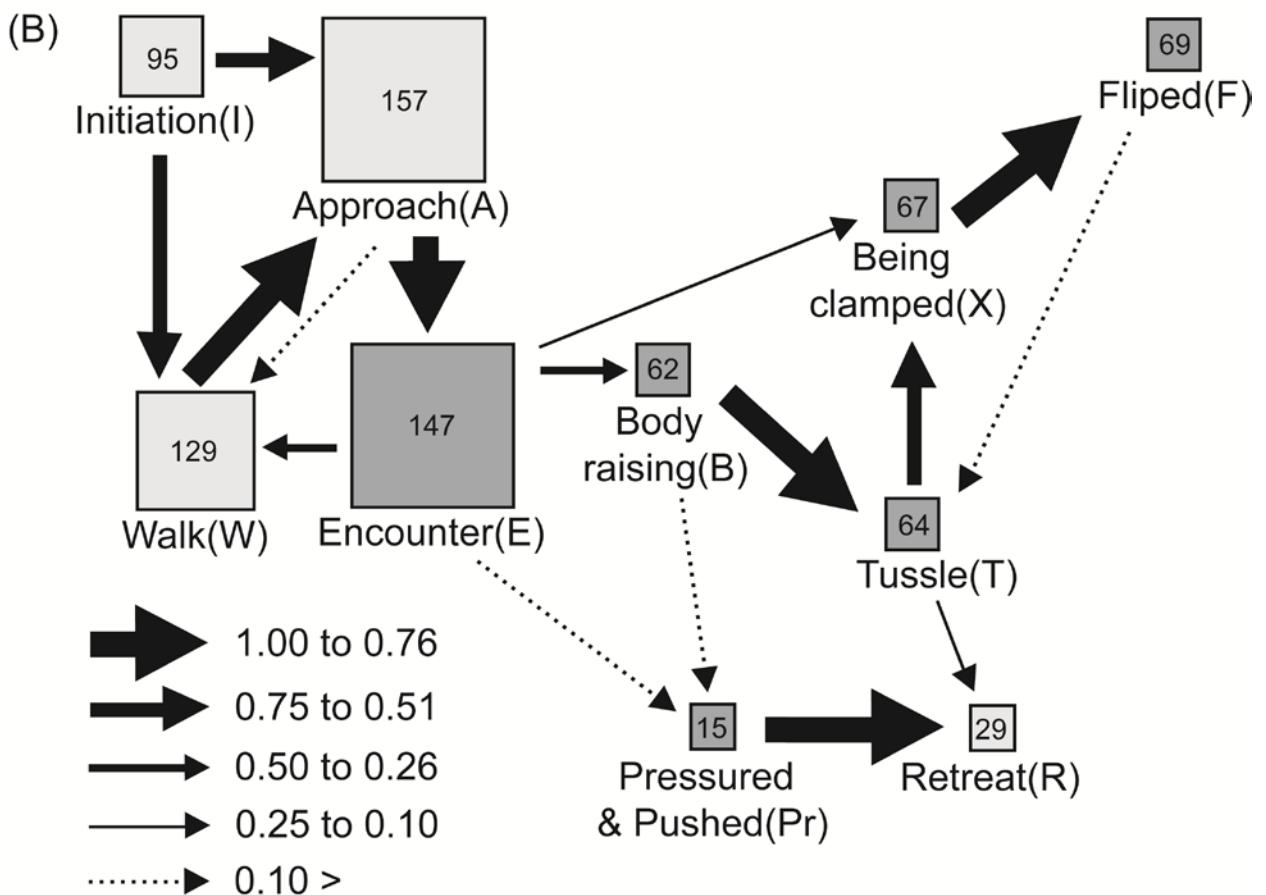 (B)
95
Initiation(I)
157
Approach(A)
69
Fliped(F)
67
Being
clamped(X)
62
Body
raising(B)
147
Encounter(E)
129
Walk(W)
64
Tussle(T)
15
Pressured
& Pushed(Pr)
29
Retreat(R)
1.00 to 0.76
0.75 to 0.51
0.50 to 0.26
0.25 to 0.10
0.10 >